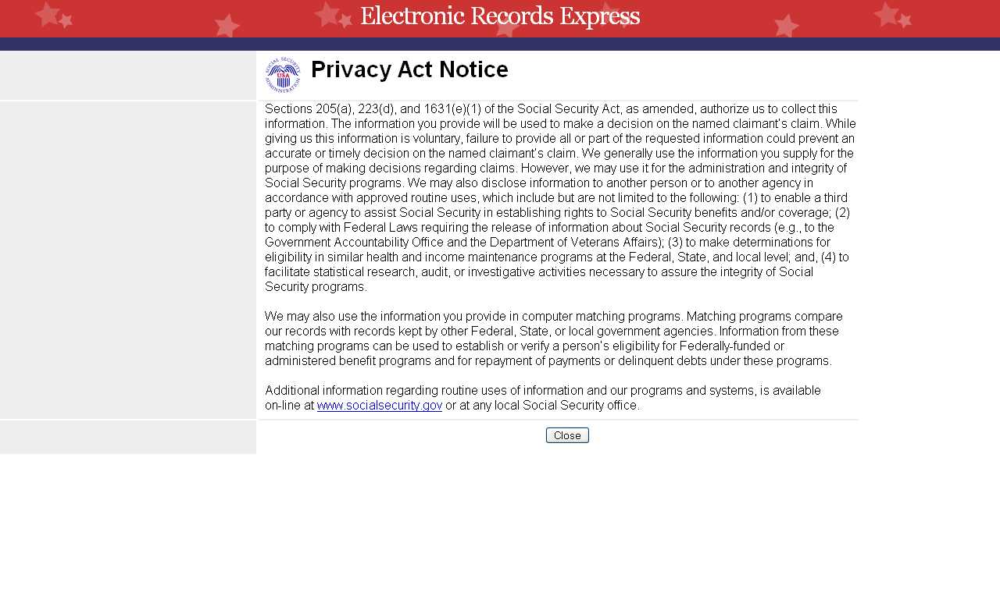 Electronic Records Express
SOCIAL SECURITY ADMINISTRATION
USA
Privacy Act Notice
Sections 205(a), 223(d), and 1631(e)(1) of the Social Security Act, as amended, authorize us to collect this
information. The information you provide will be used to make a decision on the named claimant's claim. While
giving us this information is voluntary, failure to provide all or part of the requested information could prevent an
accurate or timely decision on the named claimant's claim. We generally use the information you supply for the
purpose of making decisions regarding claims. However, we may use it for the administration and integrity of
Social Security programs. We may also disclose information to another person or to another agency in
accordance with approved routine uses, which include but are not limited to the following: (1) to enable a third
party or agency to assist Social Security in establishing rights to Social Security benefits and/or coverage; (2)
to comply with Federal Laws requiring the release of information about Social Security records (e.g., to the
Government Accountability Office and the Department of Veterans Affairs); (3) to make determinations for
eligibility in similar health and income maintenance programs at the Federal, State, and local level; and, (4) to
facilitate statistical research, audit, or investigative activities necessary to assure the integrity of Social
Security programs.
We may also use the information you provide in computer matching programs. Matching programs compare
our records with records kept by other Federal, State, or local government agencies. Information from these
matching programs can be used to establish or verify a person's eligibility for Federally-funded or
administered benefit programs and for repayment of payments or delinquent debts under these programs.
Additional information regarding routine uses of information and our programs and systems, is available
on-line at www.socialsecurity.gov or at any local Social Security office.
Close